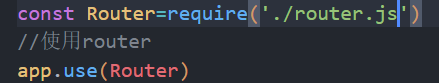 const Router=require('./router.js')
//使用router
app.use(Router)